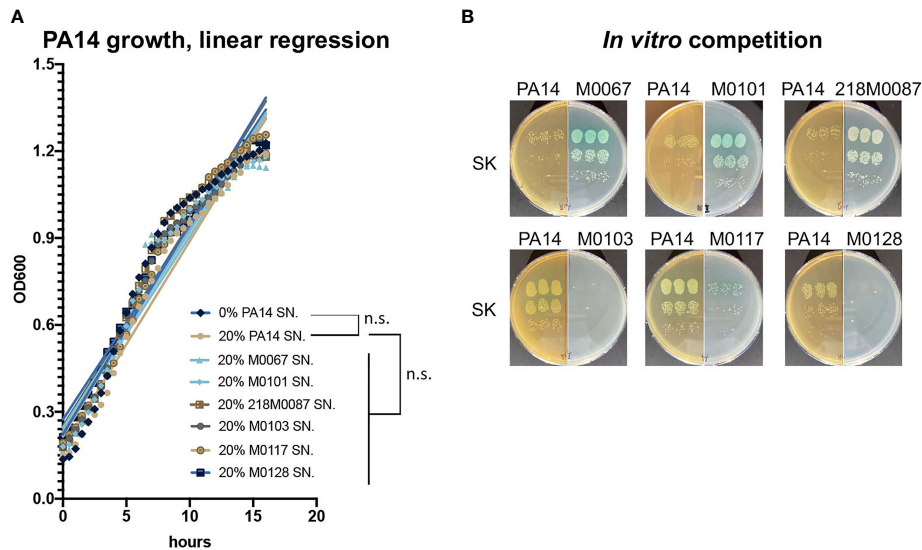 A
PA14 growth, linear regression
1.5
1.2
0.9
0.6
0.3
0.0
OD600
0
5
10
15
20
hours
0% PA14 SN.
20% PA14 SN.
20% M0067 SN.
20% M0101 SN.
20% 218M0087 SN.
20% M0103 SN.
20% M0117 SN.
20% M0128 SN.
n.s.
n.s.
B
In vitro competition
PA14 M0067
PA14 M0101
PA14 218M0087
SK
PA14 M0103
PA14 M0117
PA14 M0128
SK